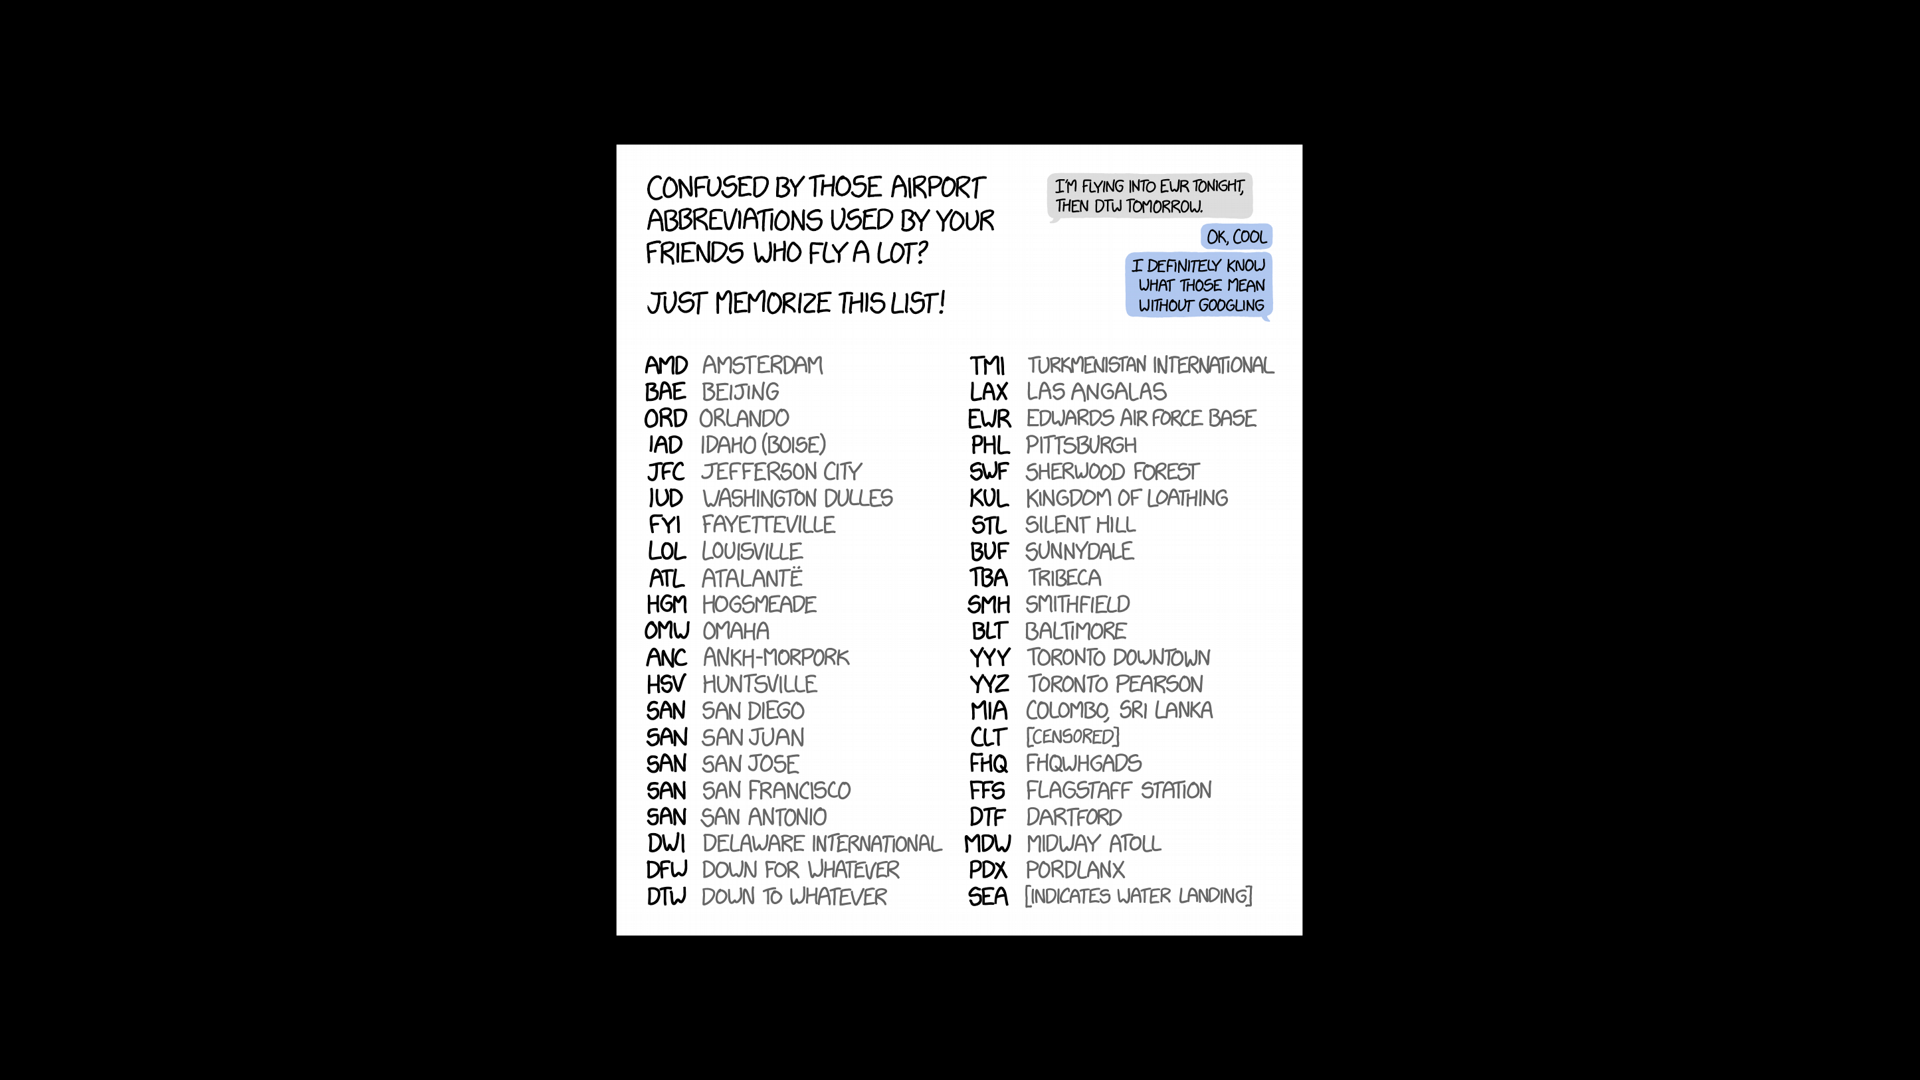 CONFUSED BY THOSE AIRPORT
ABBREVIATIONS USED BY YOUR
FRIENDS WHO FLY A LOT?
JUST MEMORIZE THIS LIST!
I'M FLYING INTO EWR TONIGHT,
THEN DTW TOMORROW.
OK, COOL
I DEFINITELY KNOW
WHAT THOSE MEAN
WITHOUT GOOGLING
AMD AMSTERDAM
BAE BEIJING
ORD ORLANDO
IAD IDAHO (BOISE)
JFC JEFFERSON CITY
IUD WASHINGTON DULLES
FYI FAYETTEVILLE
LOL LOUISVILLE
ATL ATALANTË
HGM HOGSMEADE
OMW OMAHA
ANC ANKH-MORPORK
HSV HUNTSVILLE
SAN SAN DIEGO
SAN SAN JUAN
SAN SAN JOSE
SAN SAN FRANCISCO
SAN SAN ANTONIO
DWI DELAWARE INTERNATIONAL
DFW DOWN FOR WHATEVER
DTW DOWN TO WHATEVER
TMI TURKMENISTAN INTERNATIONAL
LAX LAS ANGALAS
EWR EDWARDS AIR FORCE BASE
PHL PITTSBURGH
SWF SHERWOOD FOREST
KUL KINGDOM OF LOATHING
STL SILENT HILL
BUF SUNNYDALE
TBA TRIBECA
SMH SMITHFIELD
BLT BALTIMORE
YYY TORONTO DOWNTOWN
YYZ TORONTO PEARSON
MIA COLOMBO, SRI LANKA
CLT [CENSORED]
FHQ FHQWHGADS
FFS FLAGSTAFF STATION
DTF DARTFORD
MDW MIDWAY ATOLL
PDX PORDLANX
SEA [INDICATES WATER LANDING]